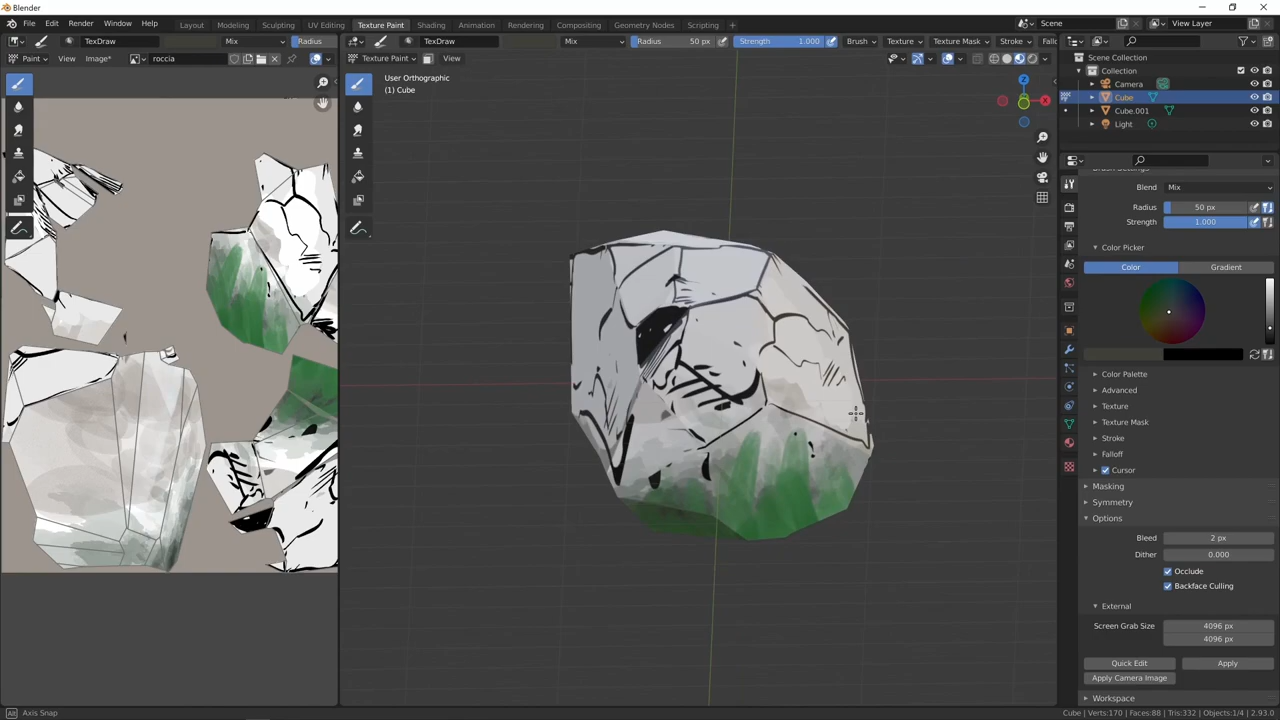 Blender
File Edit Render Window Help Layout Modeling Sculpting UV Editing Texture Paint Shading Animation Rendering Compositing Geometry Nodes Scripting + Scene View Layer
TexDraw Mix Radius TexDraw Mix Radius 50 px Strength 1.000 Brush Texture Texture Mask Stroke Fallo
Paint View Image* roccia Texture Paint View
User Orthographic
(1) Cube
Scene Collection
Collection
Camera
Cube
Cube.001
Light
Z
X
Brush Settings
Blend Mix
Radius 50 px
Strength 1.000
Color Picker
Color Gradient
Color Palette
Advanced
Texture
Texture Mask
Stroke
Falloff
Cursor
Masking
Symmetry
Options
Bleed 2 px
Dither 0.000
Occlude
Backface Culling
External
Screen Grab Size 4096 px
4096 px
Quick Edit Apply
Apply Camera Image
Workspace
Alt Axis Snap Cube | Verts:170 | Faces:88 | Tris:332 | Objects:1/4 | 2.93.0